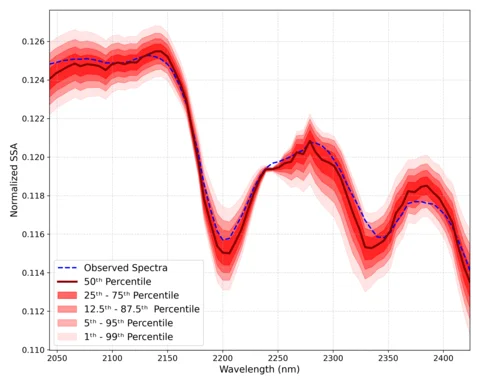 0.126
0.124
0.122
0.120
0.118
0.116
0.114
0.112
0.110
Normalized SSA
Observed Spectra
50ᵗʰ Percentile
25ᵗʰ - 75ᵗʰ Percentile
12.5ᵗʰ - 87.5ᵗʰ Percentile
5ᵗʰ - 95ᵗʰ Percentile
1ᵗʰ - 99ᵗʰ Percentile
2050 2100 2150 2200 2250 2300 2350 2400
Wavelength (nm)